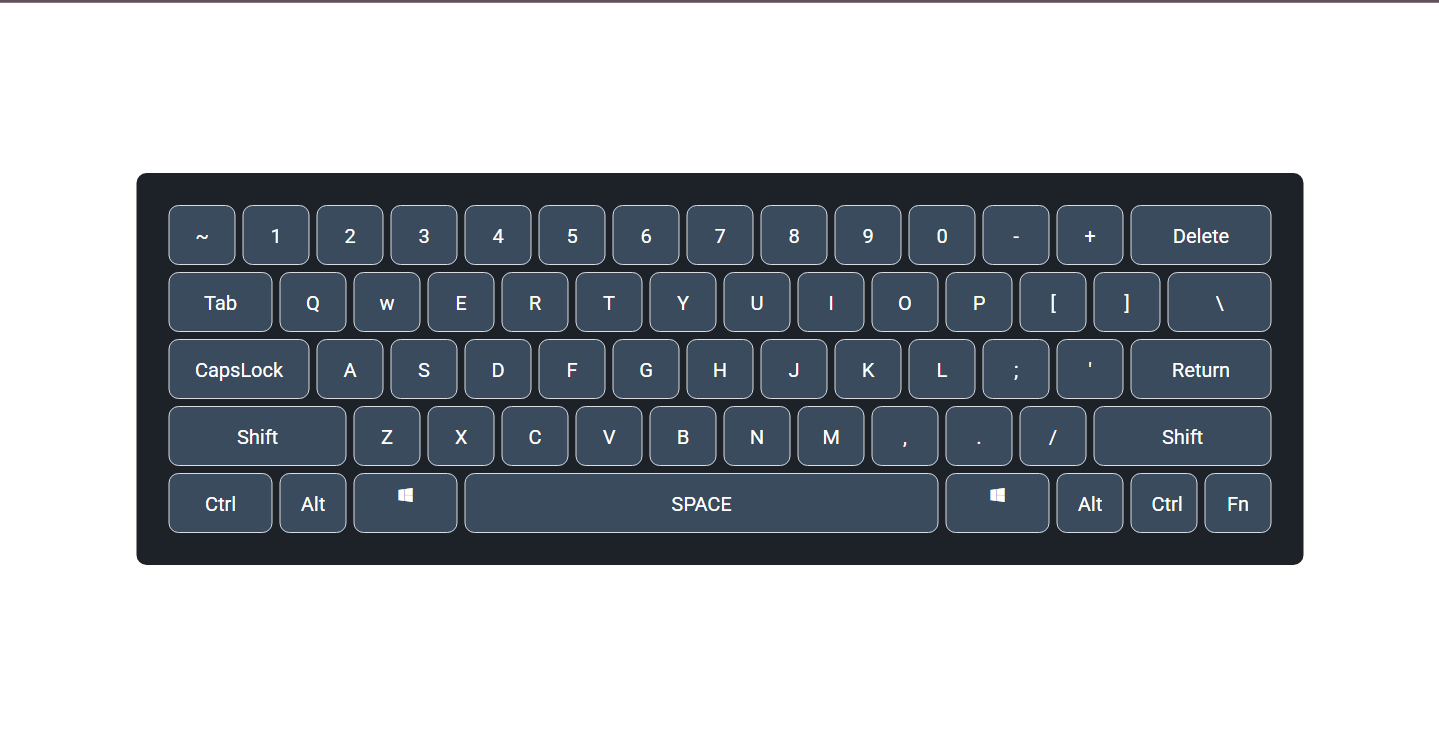 ~ 1 2 3 4 5 6 7 8 9 0 - + Delete
Tab Q w E R T Y U I O P [ ] \
CapsLock A S D F G H J K L ; ' Return
Shift Z X C V B N M , . / Shift
Ctrl Alt SPACE Alt Ctrl Fn